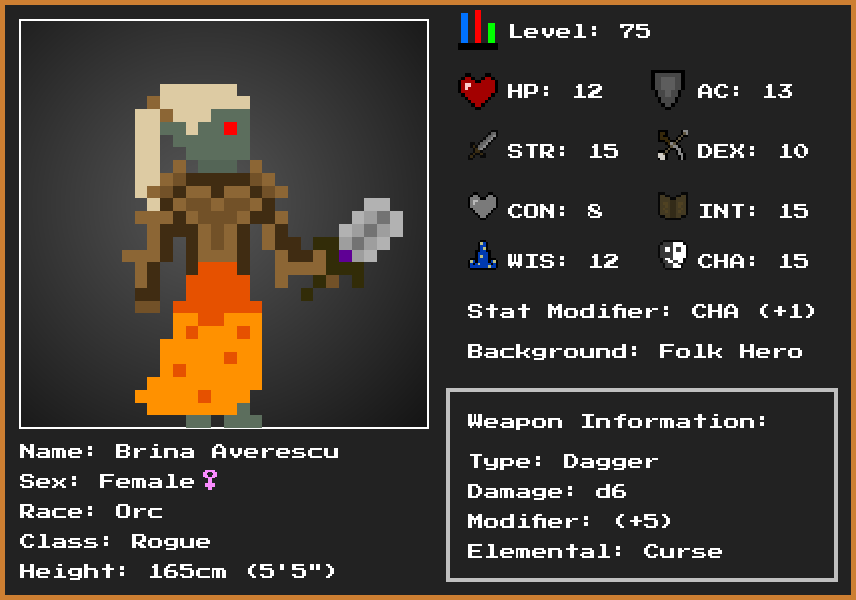 Level: 75
HP: 12
AC: 13
STR: 15
DEX: 10
CON: 8
INT: 15
WIS: 12
CHA: 15
Stat Modifier: CHA (+1)
Background: Folk Hero
Name: Brina Averescu
Sex: Female♀
Race: Orc
Class: Rogue
Height: 165cm (5'5")
Weapon Information:
Type: Dagger
Damage: d6
Modifier: (+5)
Elemental: Curse